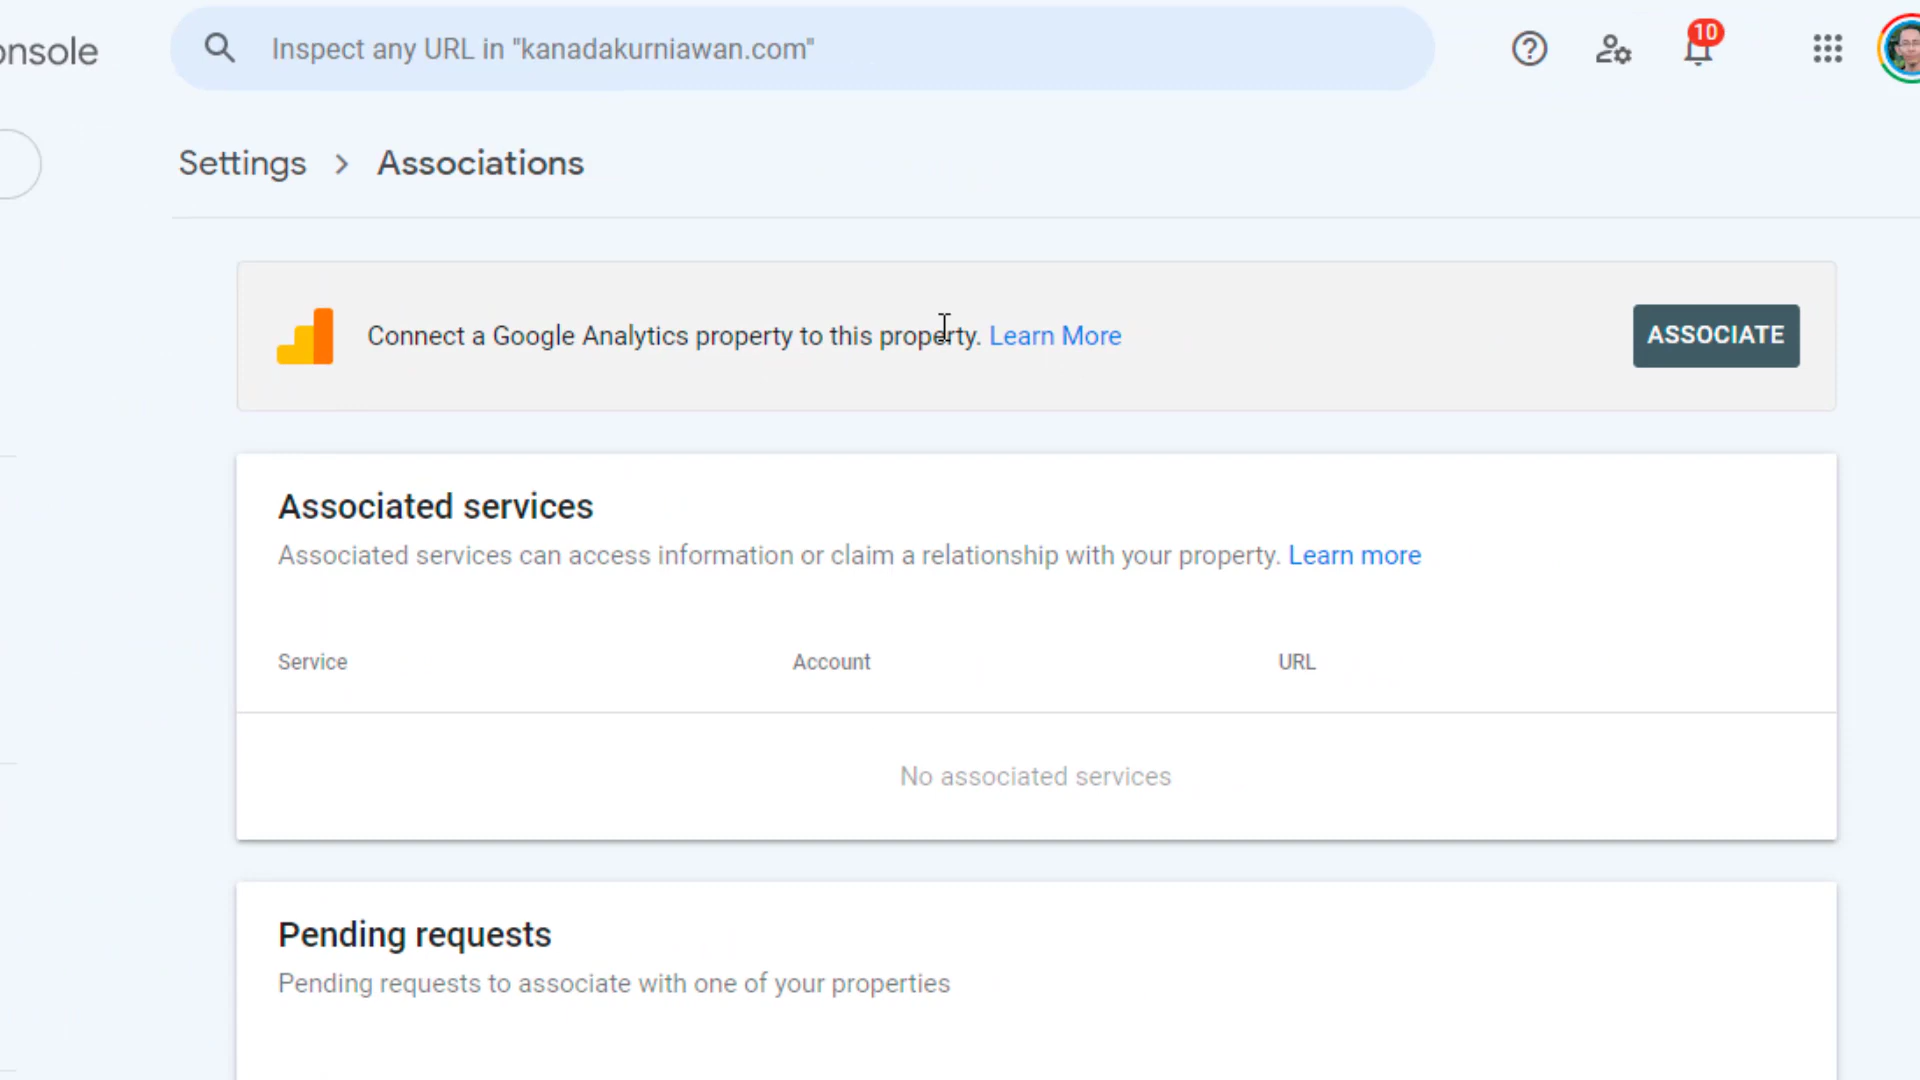 onsole
Inspect any URL in "kanadakurniawan.com"
10
Settings > Associations
Connect a Google Analytics property to this property. Learn More
ASSOCIATE
Associated services
Associated services can access information or claim a relationship with your property. Learn more
Service Account URL
No associated services
Pending requests
Pending requests to associate with one of your properties